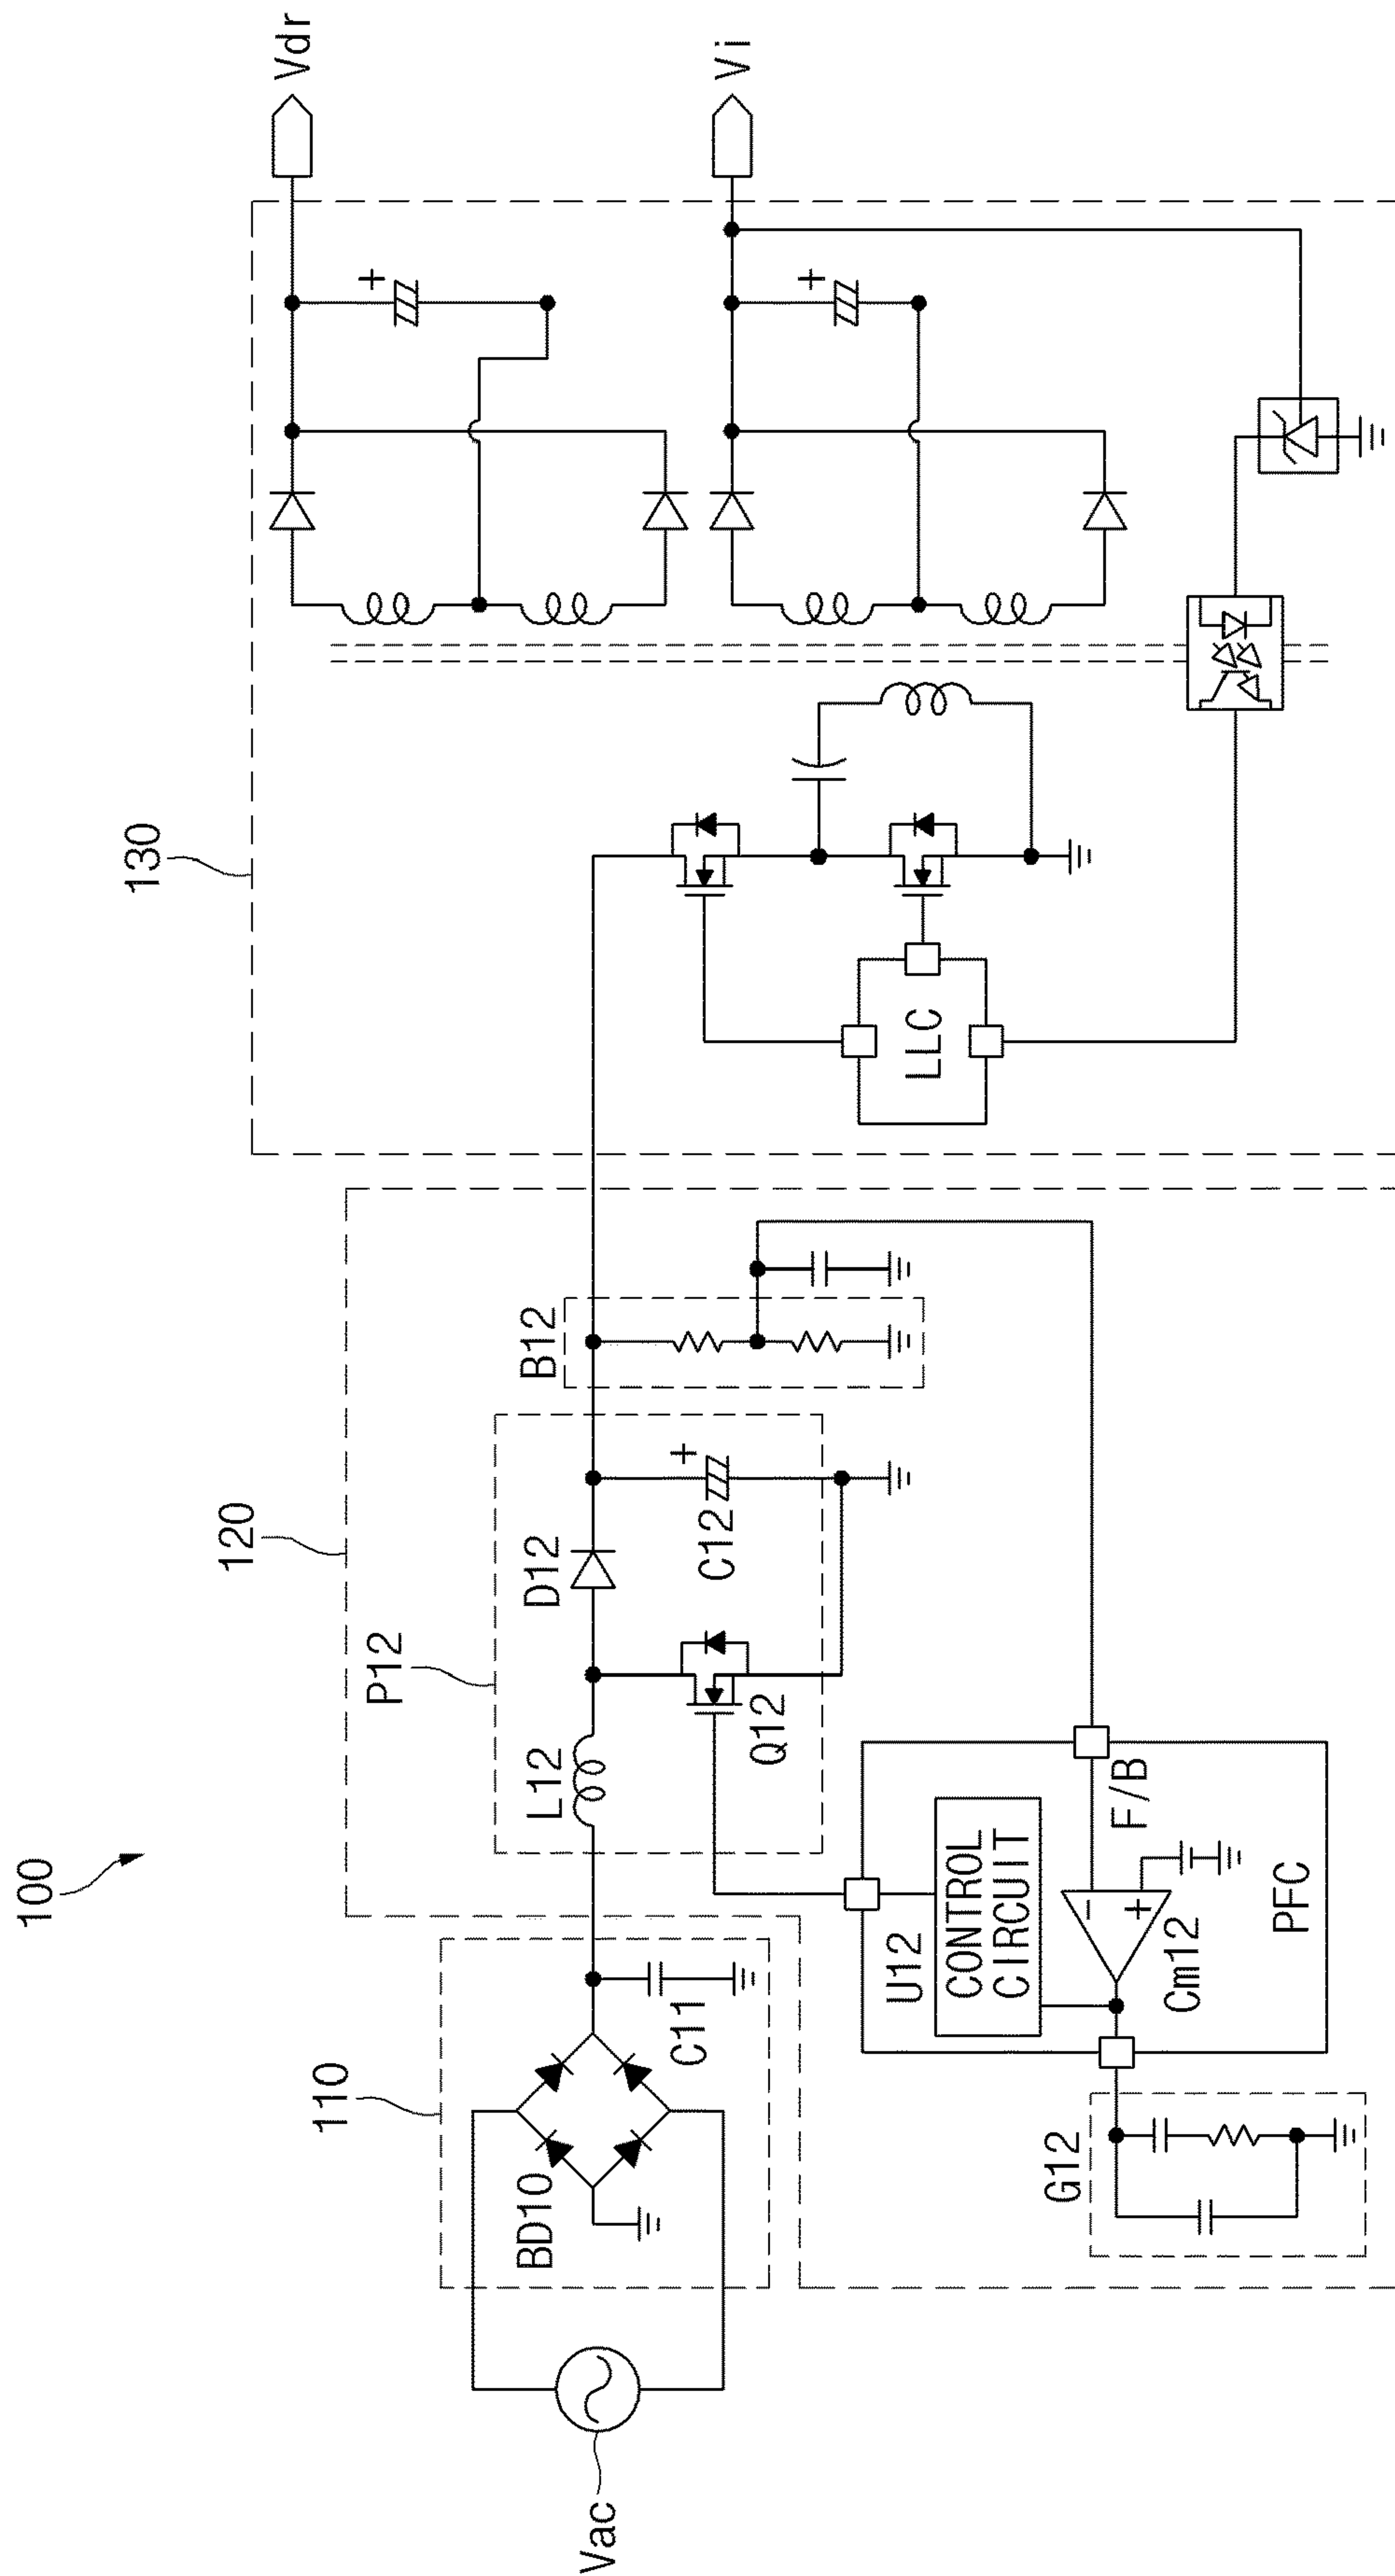 100
Vac
110
BD10
C11
120
P12
L12
D12
Q12
C12
+
B12
G12
U12
CONTROL
CIRCUIT
F/B
-
+
Cm12
PFC
130
LLC
+
Vdr
+
Vi